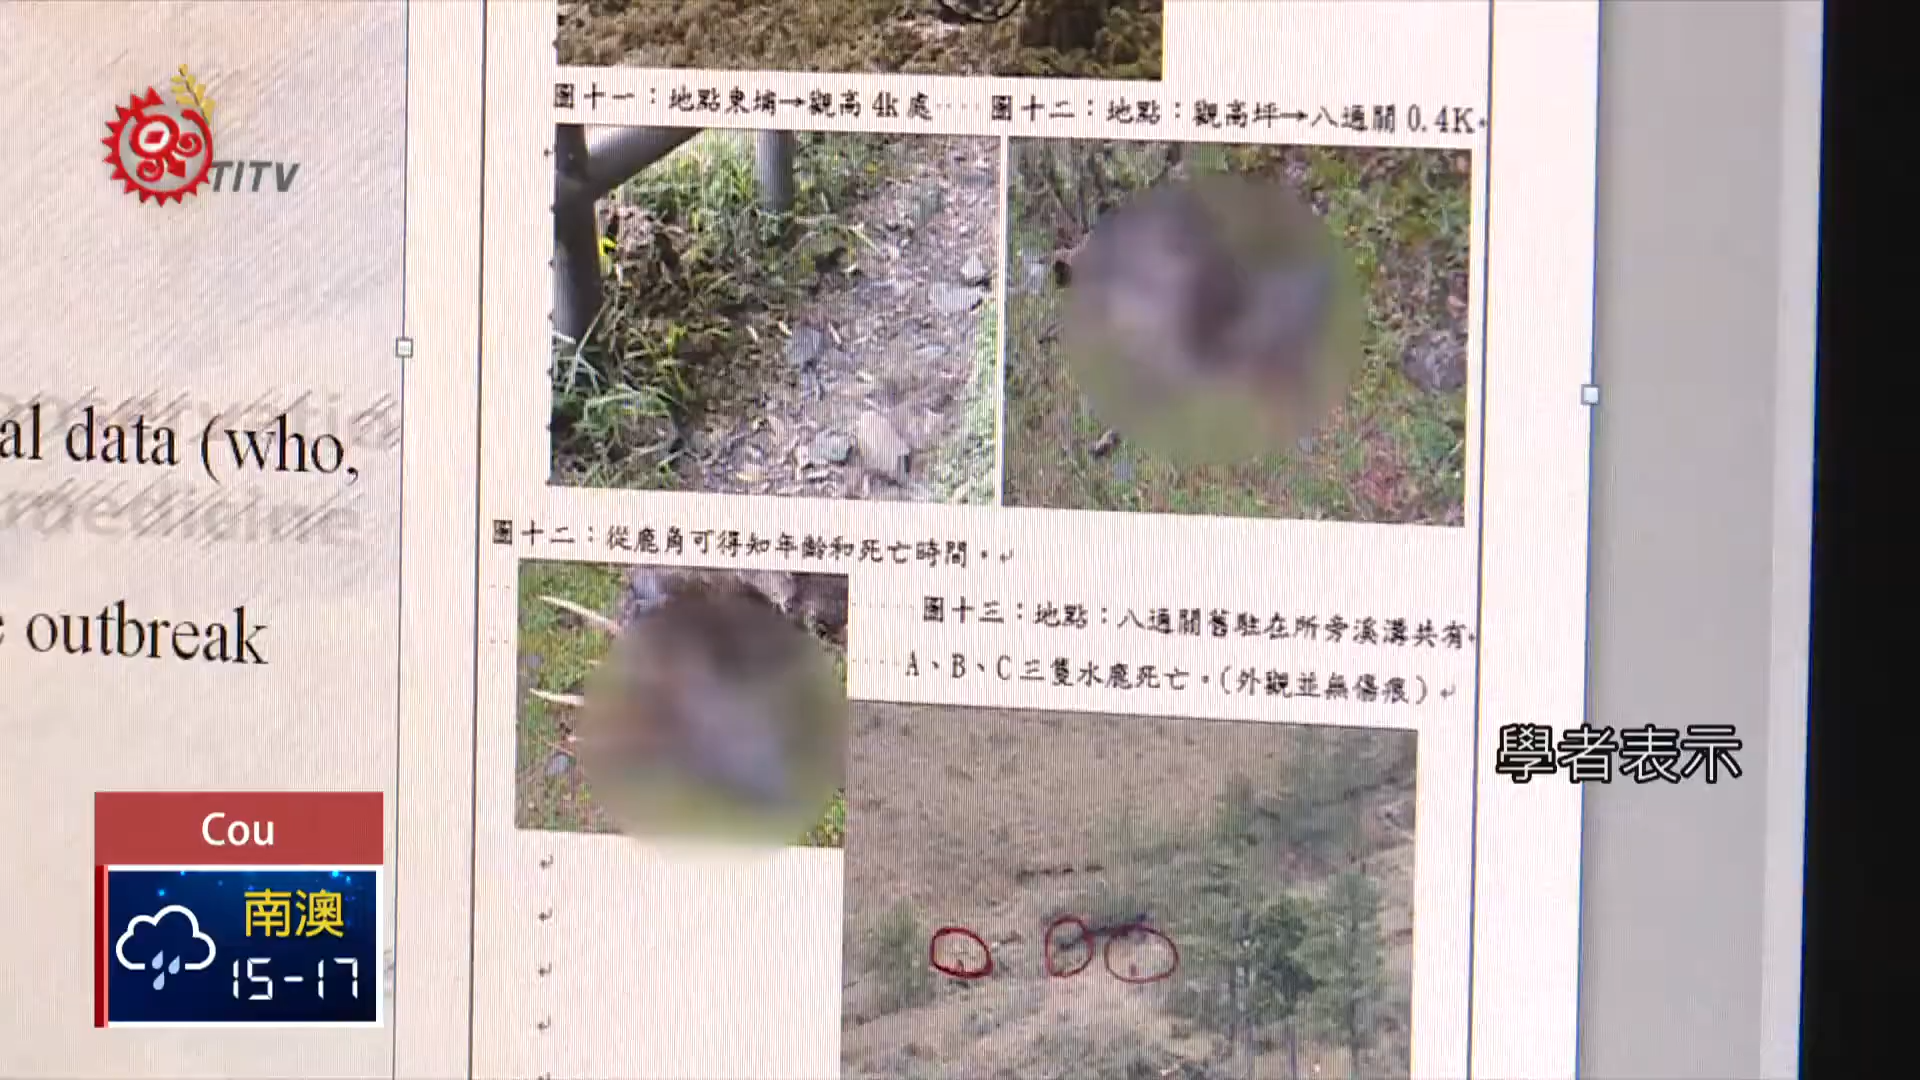 TITV
圖十一：地點東埔→觀高 4k 處
圖十二：地點：觀高坪→八通關 0.4K
al data (who,
outbreak
圖十二：從鹿角可得知年齡和死亡時間。
圖十三：地點：八通關舊駐在所旁溪溝共有
A、B、C三隻水鹿死亡。(外觀並無傷痕)
學者表示
Cou
南澳
15-17